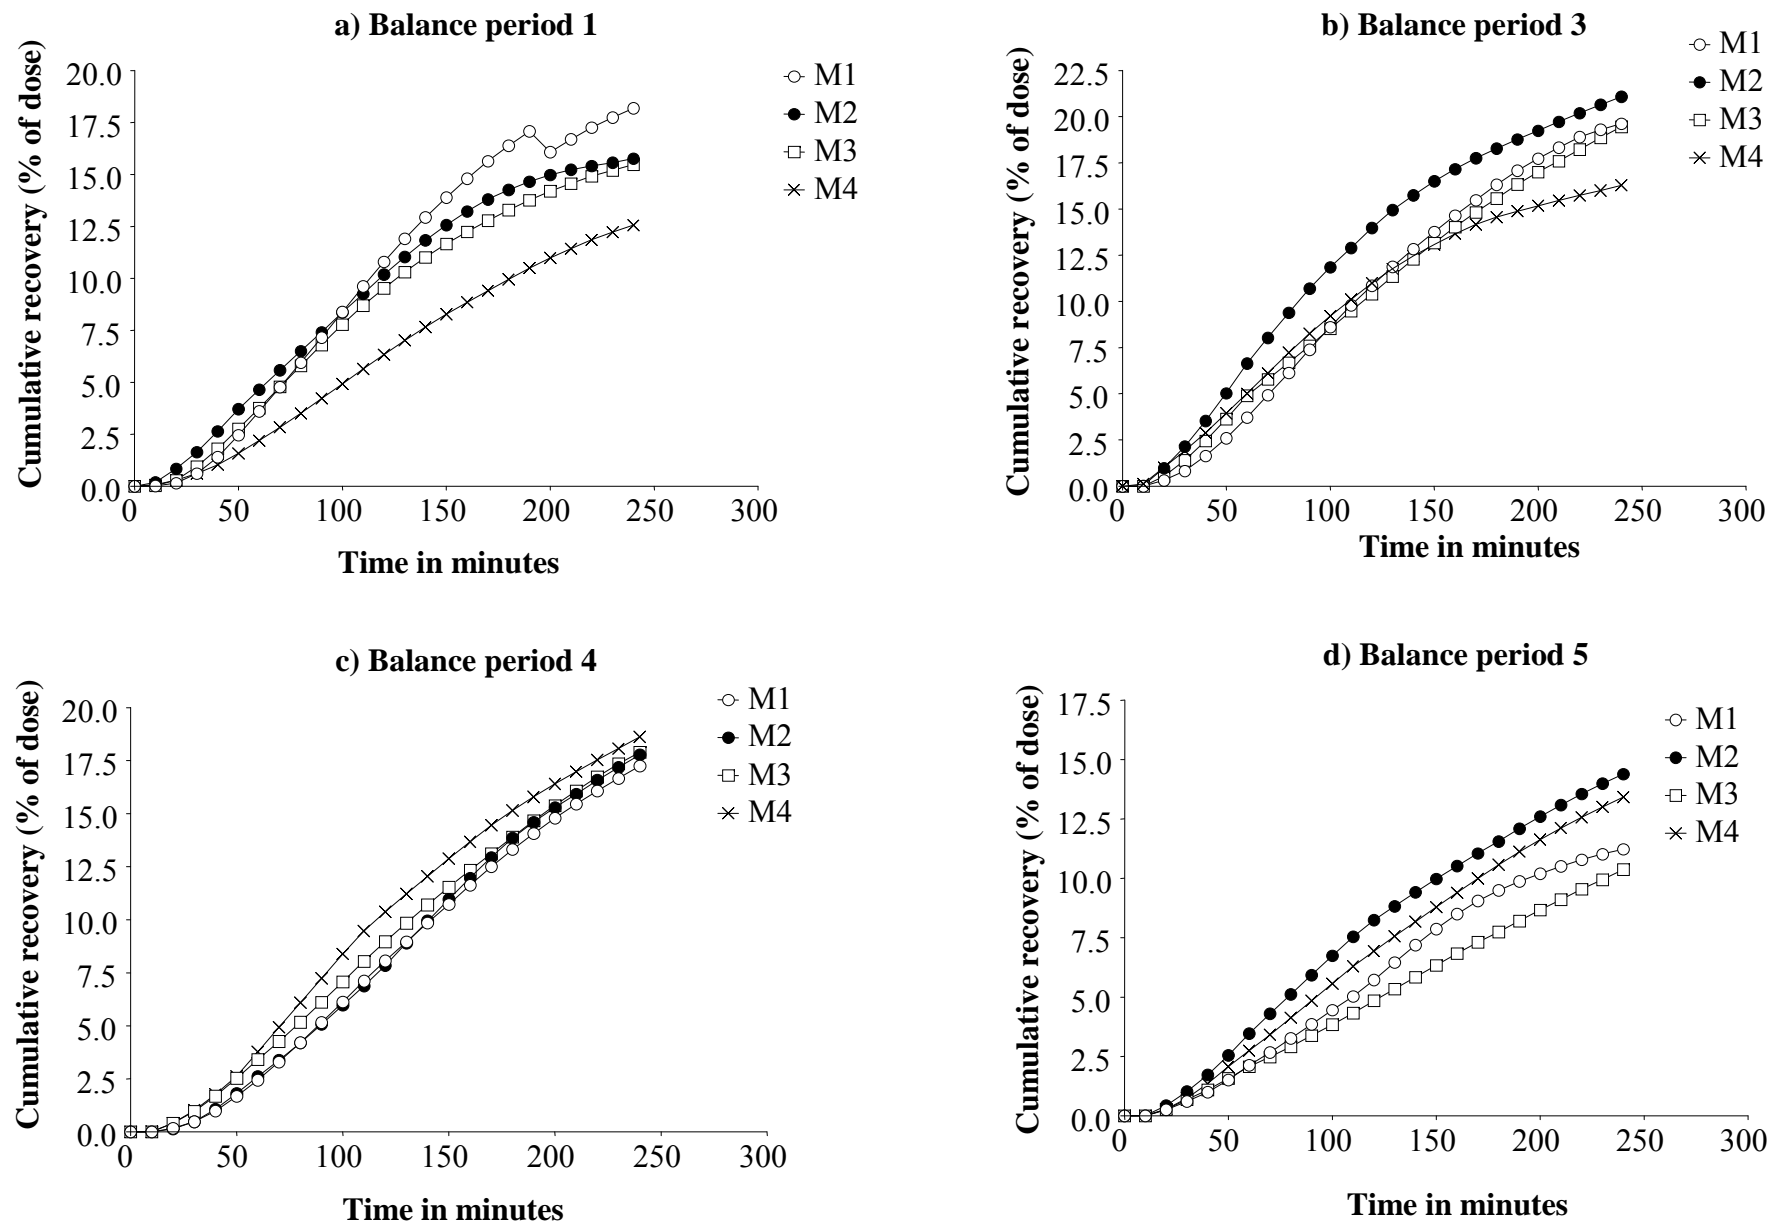 a) Balance period 1
Cumulative recovery (% of dose)
20.0
17.5
15.0
12.5
10.0
7.5
5.0
2.5
0.0
0 50 100 150 200 250 300
Time in minutes
M1
M2
M3
M4
b) Balance period 3
Cumulative recovery (% of dose)
22.5
20.0
17.5
15.0
12.5
10.0
7.5
5.0
2.5
0.0
0 50 100 150 200 250 300
Time in minutes
M1
M2
M3
M4
c) Balance period 4
Cumulative recovery (% of dose)
20.0
17.5
15.0
12.5
10.0
7.5
5.0
2.5
0.0
0 50 100 150 200 250 300
Time in minutes
M1
M2
M3
M4
d) Balance period 5
Cumulative recovery (% of dose)
17.5
15.0
12.5
10.0
7.5
5.0
2.5
0.0
0 50 100 150 200 250 300
Time in minutes
M1
M2
M3
M4